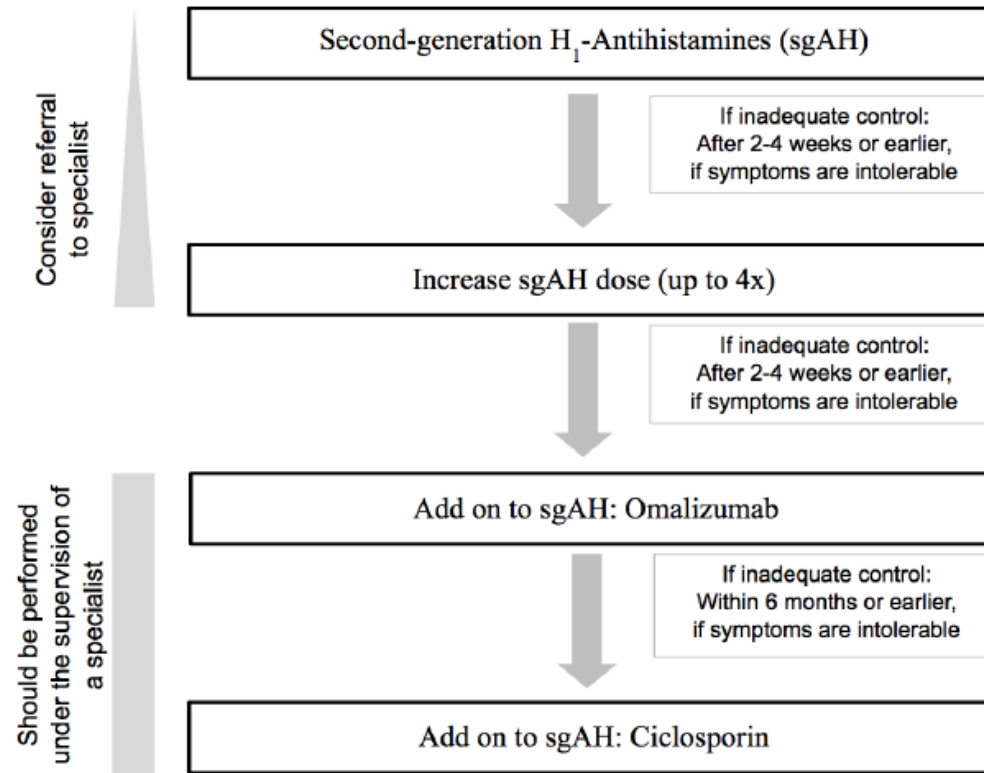 Second-generation H₁-Antihistamines (sgAH)
If inadequate control:
After 2-4 weeks or earlier,
if symptoms are intolerable
Consider referral
to specialist
Increase sgAH dose (up to 4x)
If inadequate control:
After 2-4 weeks or earlier,
if symptoms are intolerable
Add on to sgAH: Omalizumab
If inadequate control:
Within 6 months or earlier,
if symptoms are intolerable
Should be performed
under the supervision of
a specialist
Add on to sgAH: Ciclosporin